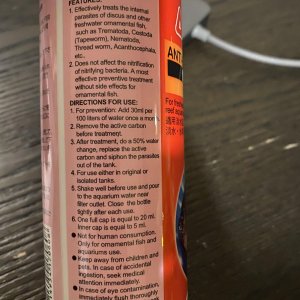 FEATURES:
1. Effectively treats the internal
parasites of discus and other
freshwater ornamental fish,
such as Trematoda, Cestoda
(Tapeworm), Nematoda,
Thread worm, Acanthocephala,
etc..
2. Does not affect the nitrification
of nitrifying bacteria. A most
effective preventive treatment
without side effects for
ornamental fish.
DIRECTIONS FOR USE:
1. For prevention: Add 30ml per
100 liters of water once a
2. Remove the active carbon
before treatment.
3. After treatment, do a 50% water
change, replace the active
carbon and siphon the parasites
out of the tank.
4. For use either in original or
isolated tanks.
5. Shake well before use and pour
to the aquarium water near
filter outlet. Close the bottle
tightly after each use.
6. One full cap is equal to 20 ml.
Inner cap is equal to 5 ml.
● Not for human consumption.
Only for ornamental fish and
aquariums use.
● Keep away from children and
pets. In case of accidental
ingestion, seek medical
attention immediately.
● In case of eye contamination,
immediately flush thoroughly
ANT
For fresh